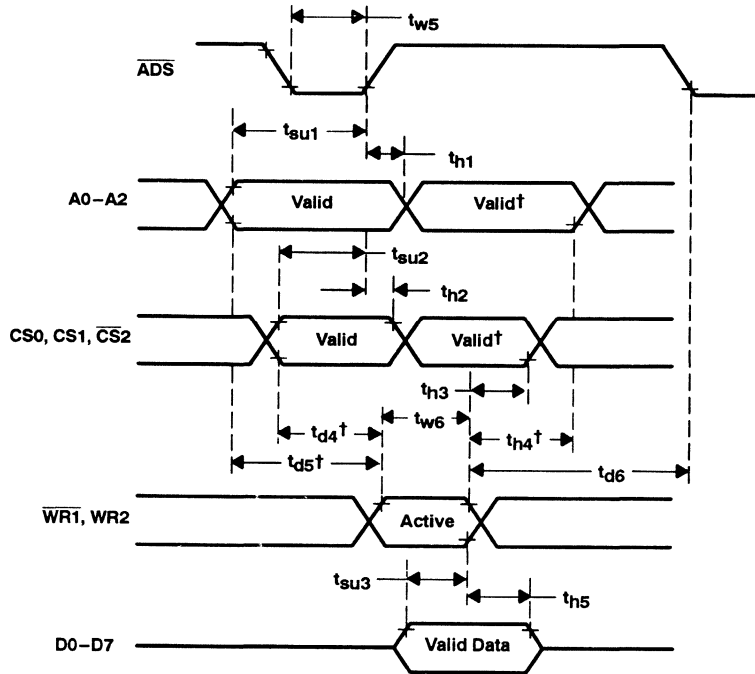 tw5
ADS
tsu1
th1
A0–A2
Valid
Valid†
tsu2
th2
CS0, CS1, CS2
Valid
Valid†
th3
td4†
tw6
th4†
td5†
td6
WR1, WR2
Active
tsu3
th5
D0–D7
Valid Data